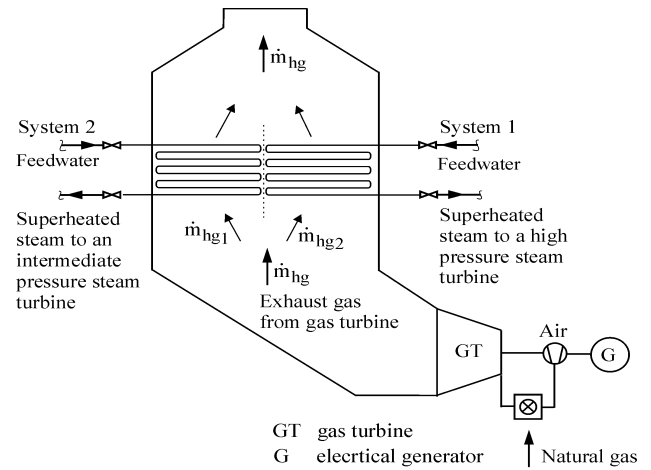 ṁhg
System 2
System 1
Feedwater
Feedwater
Superheated
steam to an
intermediate
pressure steam
turbine
Superheated
steam to a high
pressure steam
turbine
ṁhg1
ṁhg2
ṁhg
Exhaust gas
from gas turbine
GT
Air
G
GT gas turbine
G elecrtical generator
Natural gas